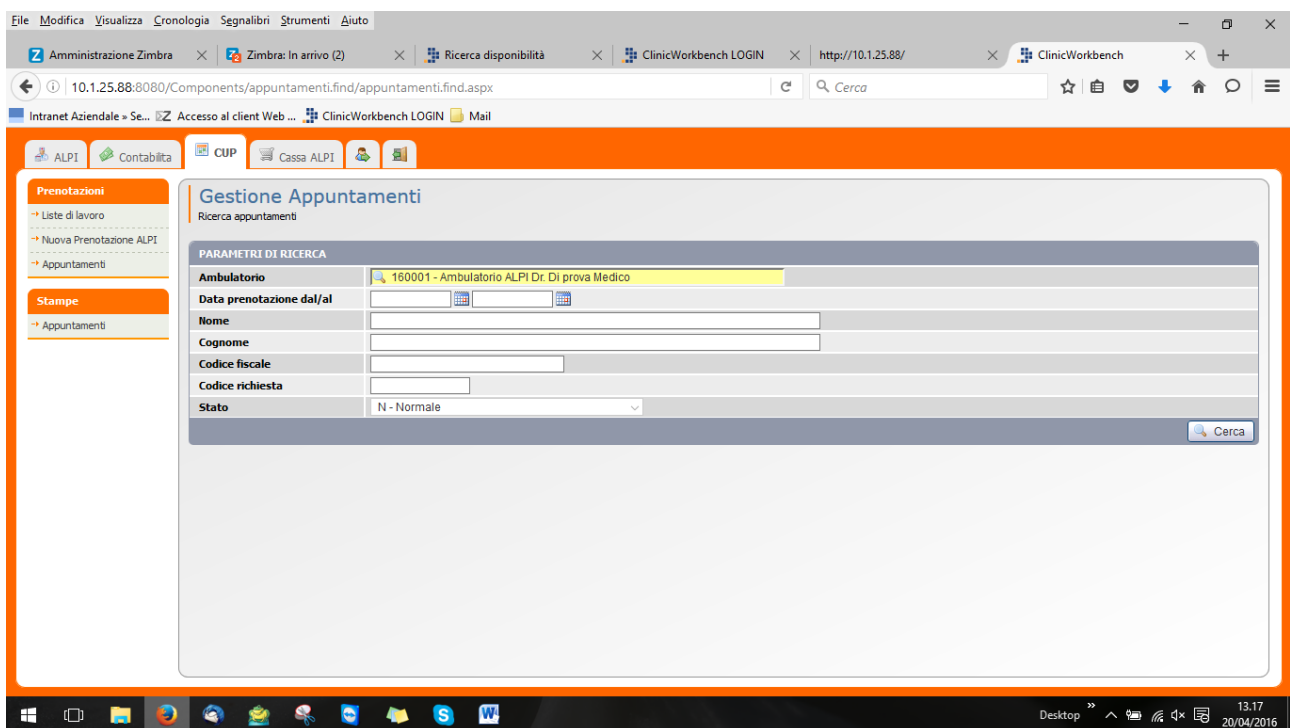 File Modifica Visualizza Cronologia Segnalibri Strumenti Aiuto
Amministrazione Zimbra Zimbra: In arrivo (2) Ricerca disponibilità ClinicWorkbench LOGIN http://10.1.25.88/ ClinicWorkbench
10.1.25.88:8080/Components/appuntamenti.find/appuntamenti.find.aspx Cerca
Intranet Aziendale » Se... Accesso al client Web ... ClinicWorkbench LOGIN Mail
ALPI Contabilita CUP Cassa ALPI
Prenotazioni
Liste di lavoro
Nuova Prenotazione ALPI
Appuntamenti
Stampe
Appuntamenti
Gestione Appuntamenti
Ricerca appuntamenti
PARAMETRI DI RICERCA
Ambulatorio 160001 - Ambulatorio ALPI Dr. Di prova Medico
Data prenotazione dal/al
Nome
Cognome
Codice fiscale
Codice richiesta
Stato N - Normale
Cerca
Desktop » 13.17
20/04/2016